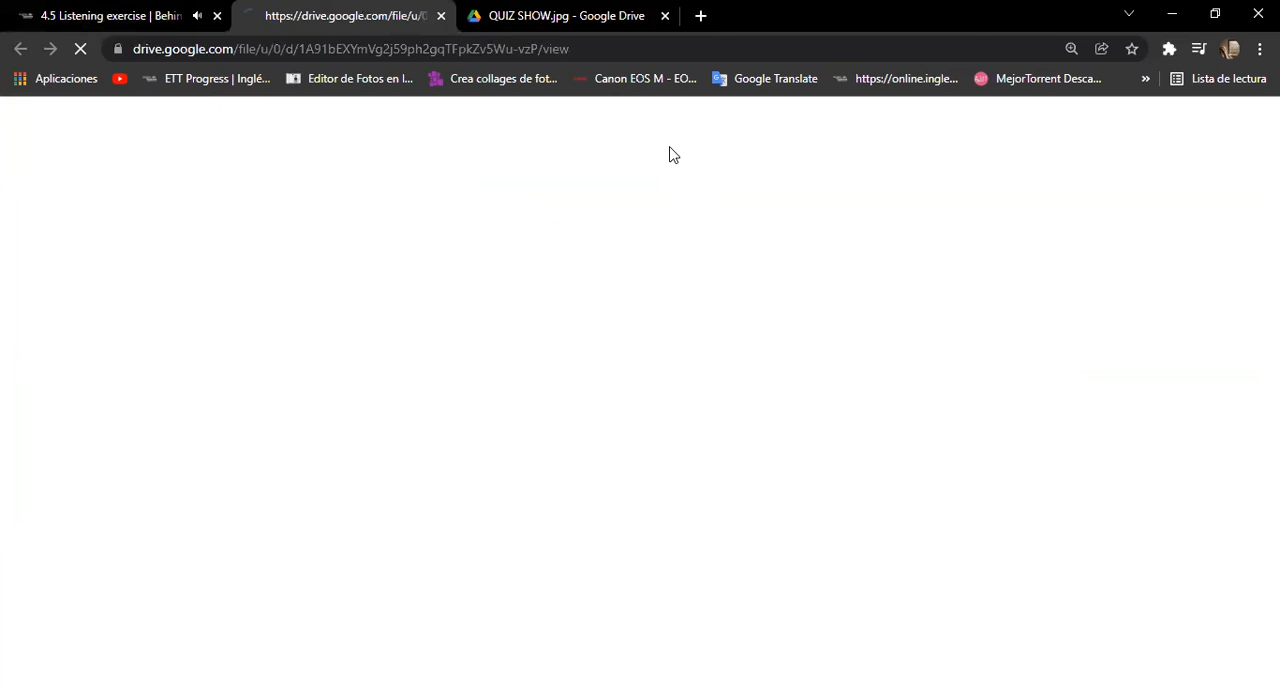 4.5 Listening exercise | Behin
https://drive.google.com/file/u/0
QUIZ SHOW.jpg - Google Drive
drive.google.com/file/u/0/d/1A91bEXYmVg2j59ph2gqTFpkZv5Wu-vzP/view
Aplicaciones
ETT Progress | Inglé...
Editor de Fotos en l...
Crea collages de fot...
Canon EOS M - EO...
Google Translate
https://online.ingle...
MejorTorrent Desca...
»
Lista de lectura